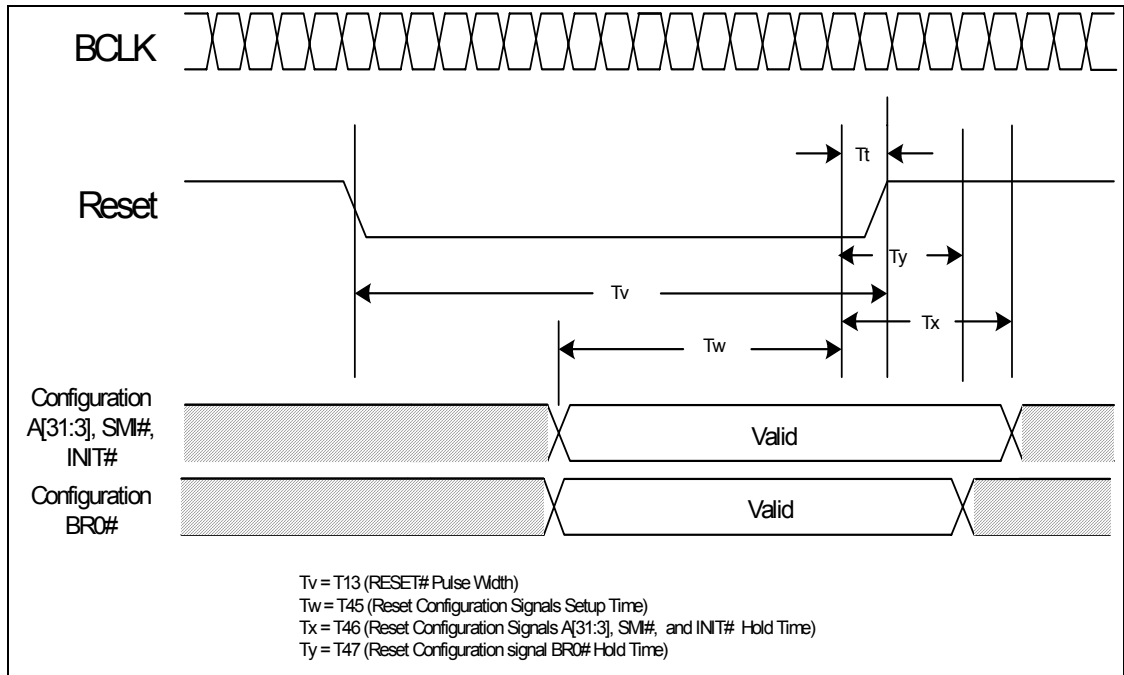 BCLK
Tt
Reset
Ty
Tv
Tx
Tw
Configuration
A[31:3], SMI#,
INIT#
Valid
Configuration
BR0#
Valid
Tv = T13 (RESET# Pulse Width)
Tw = T45 (Reset Configuration Signals Setup Time)
Tx = T46 (Reset Configuration Signals A[31:3], SMI#, and INIT# Hold Time)
Ty = T47 (Reset Configuration signal BR0# Hold Time)